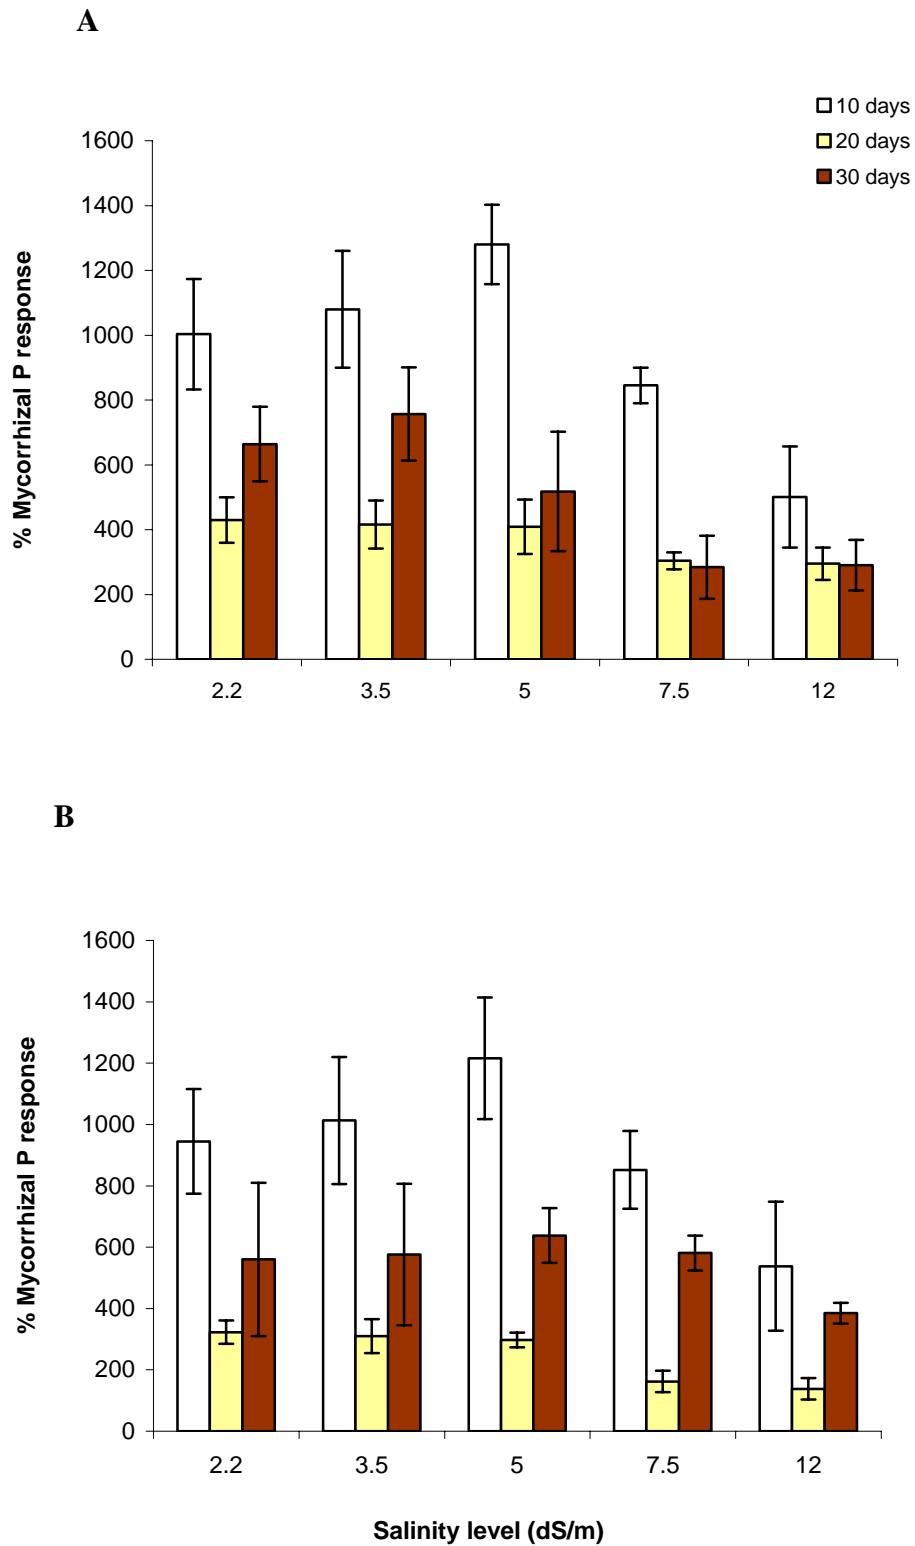 A
10 days
20 days
30 days
1600
1400
1200
1000
800
600
400
200
0
% Mycorrhizal P response
2.2 3.5 5 7.5 12
B
1600
1400
1200
1000
800
600
400
200
0
% Mycorrhizal P response
2.2 3.5 5 7.5 12
Salinity level (dS/m)